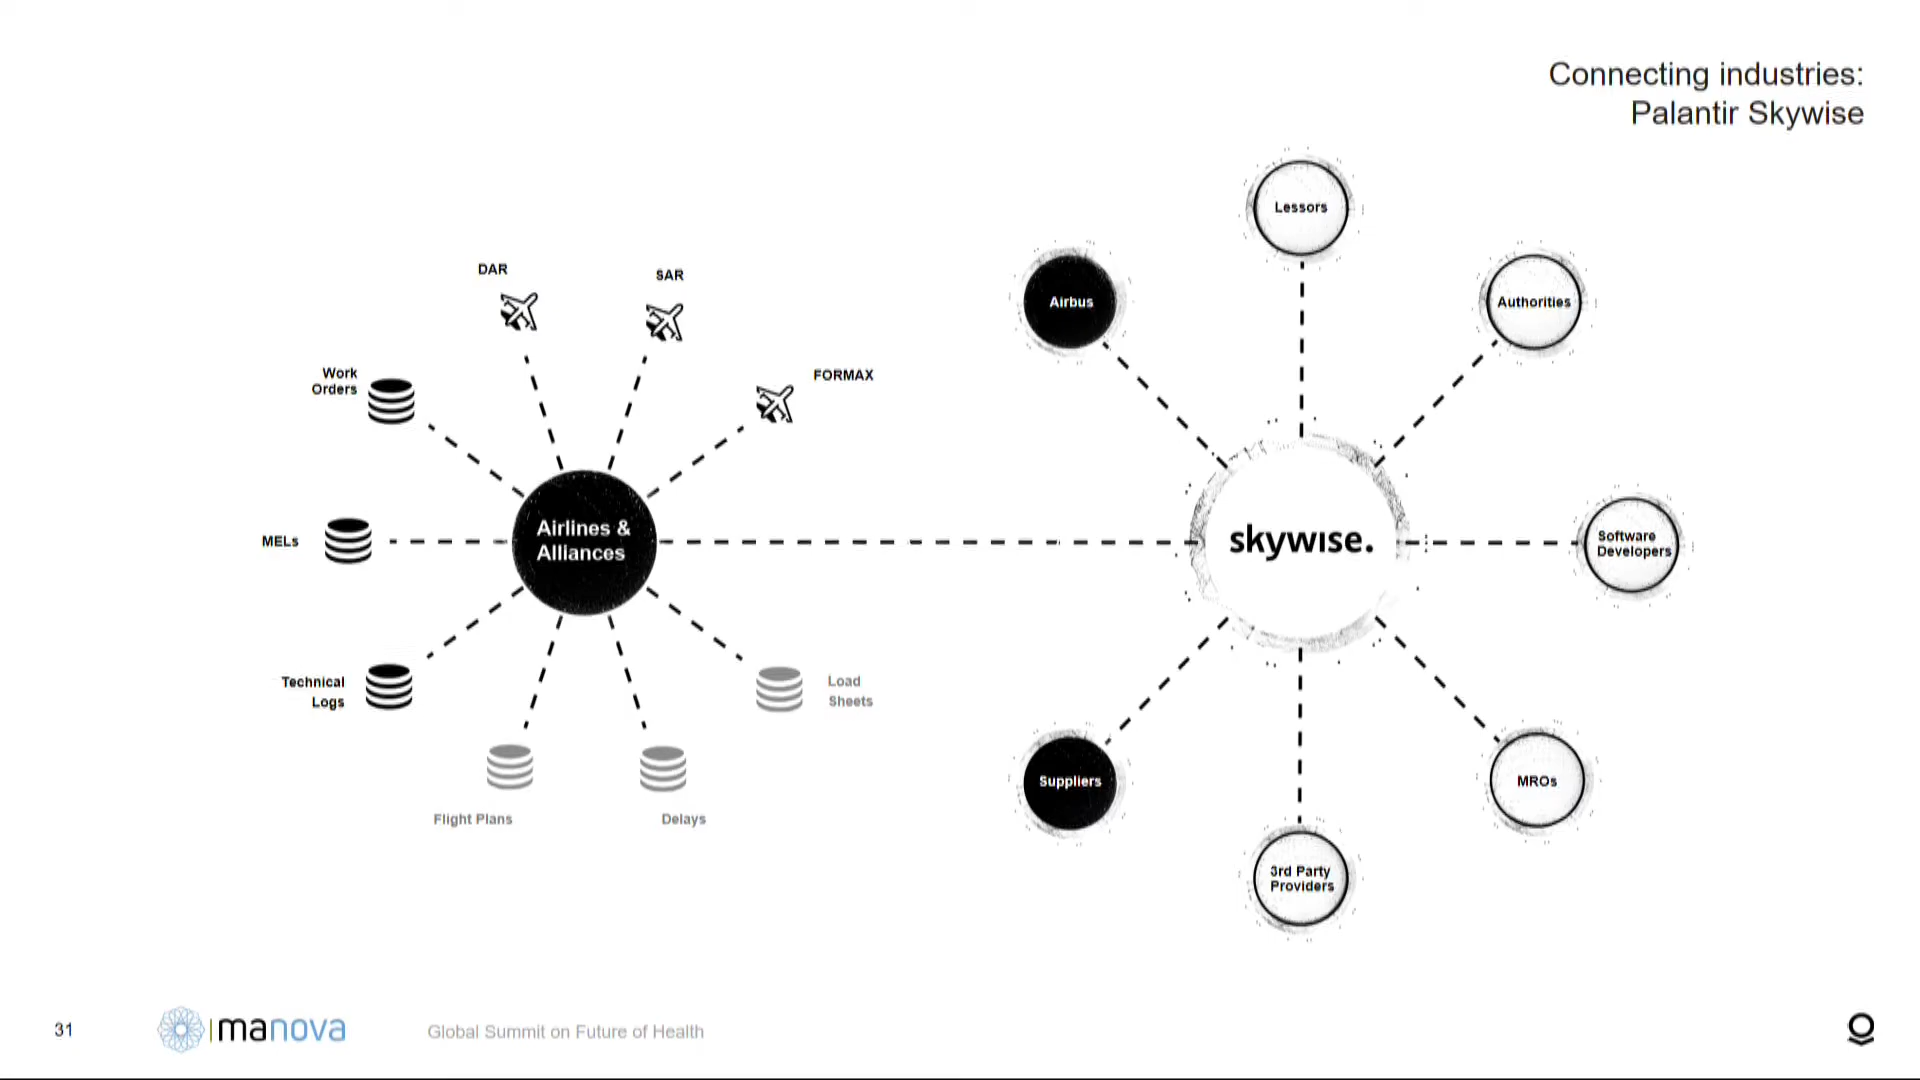 Connecting industries:
Palantir Skywise
DAR
SAR
FORMAX
Work
Orders
MELs
Technical
Logs
Flight Plans
Delays
Load
Sheets
Airlines &
Alliances
skywise.
Airbus
Lessors
Authorities
Software
Developers
MROs
3rd Party
Providers
Suppliers
31
manova
Global Summit on Future of Health